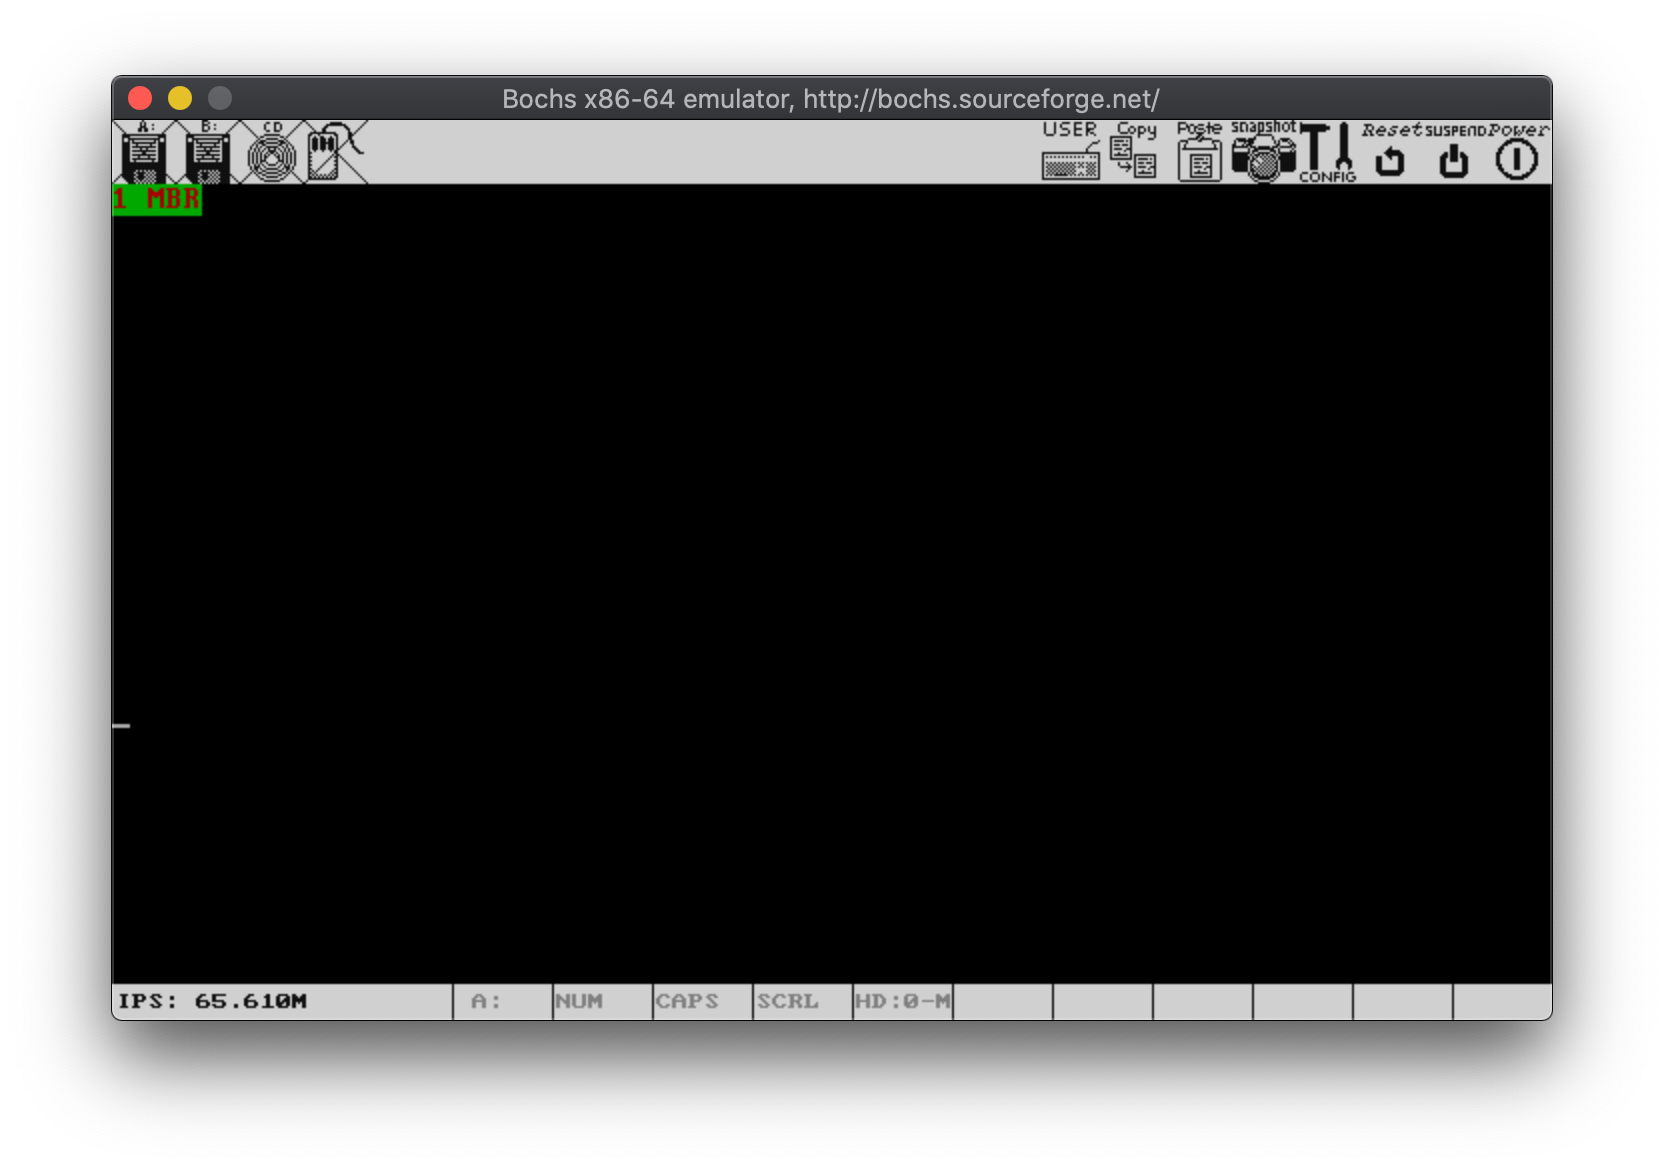 Bochs x86-64 emulator, http://bochs.sourceforge.net/
A: B: CD USER Copy Paste snapshot CONFIG Reset SUSPEND Power
1 MBR
IPS: 65.610M A: NUM CAPS SCRL HD:0-M